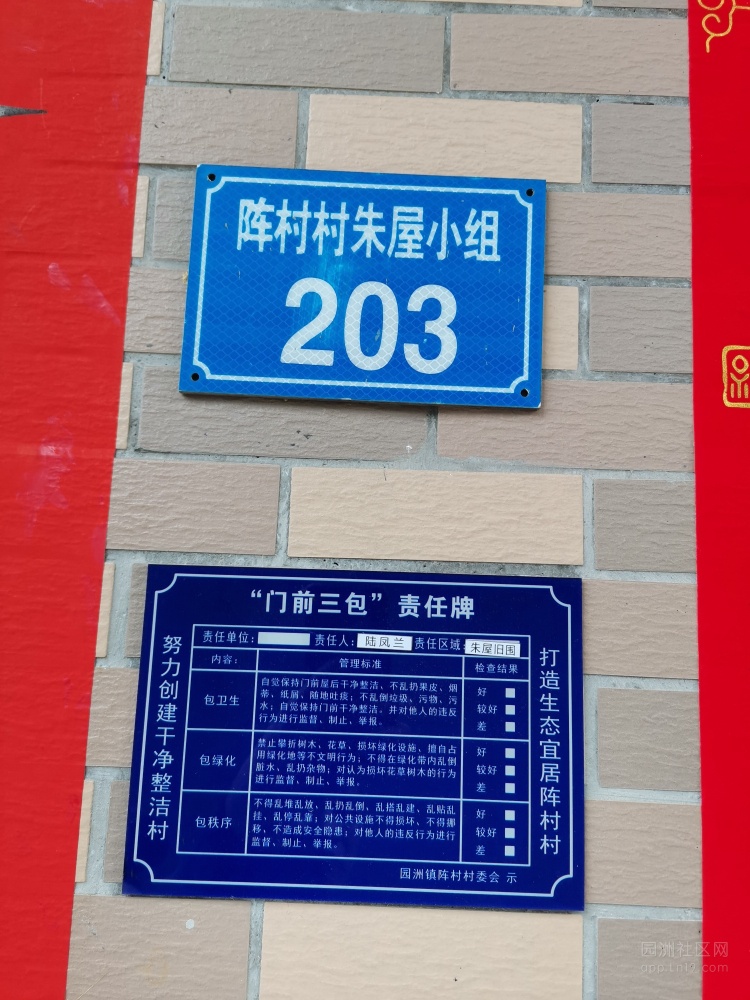 阵村村朱屋小组
203
“门前三包”责任牌
努力创建干净整洁村
责任单位: 责任人: 陆凤兰 责任区域: 朱屋旧围
内容: 管理标准 检查结果
包卫生
自觉保持门前屋后干净整洁、不乱扔果皮、烟
蒂、纸屑、随地吐痰; 不乱倒垃圾、污物、污
水; 自觉保持门前干净整洁。并对他人的违反
行为进行监督、制止、举报。
好
较好
差
包绿化
禁止攀折树木、花草、损坏绿化设施、擅自占
用绿化地等不文明行为; 不得在绿化带内乱倒
脏水、乱扔杂物; 对认为损坏花草树木的行为
进行监督、制止、举报。
好
较好
差
包秩序
不得乱堆乱放、乱扔乱倒、乱搭乱建、乱贴乱
挂、乱停乱靠; 对公共设施不得损坏、不得挪
移、不造成安全隐患; 对他人的违反行为进行
监督、制止、举报。
好
较好
差
打造生态宜居阵村村
园洲镇阵村村委会 示
园洲社区网